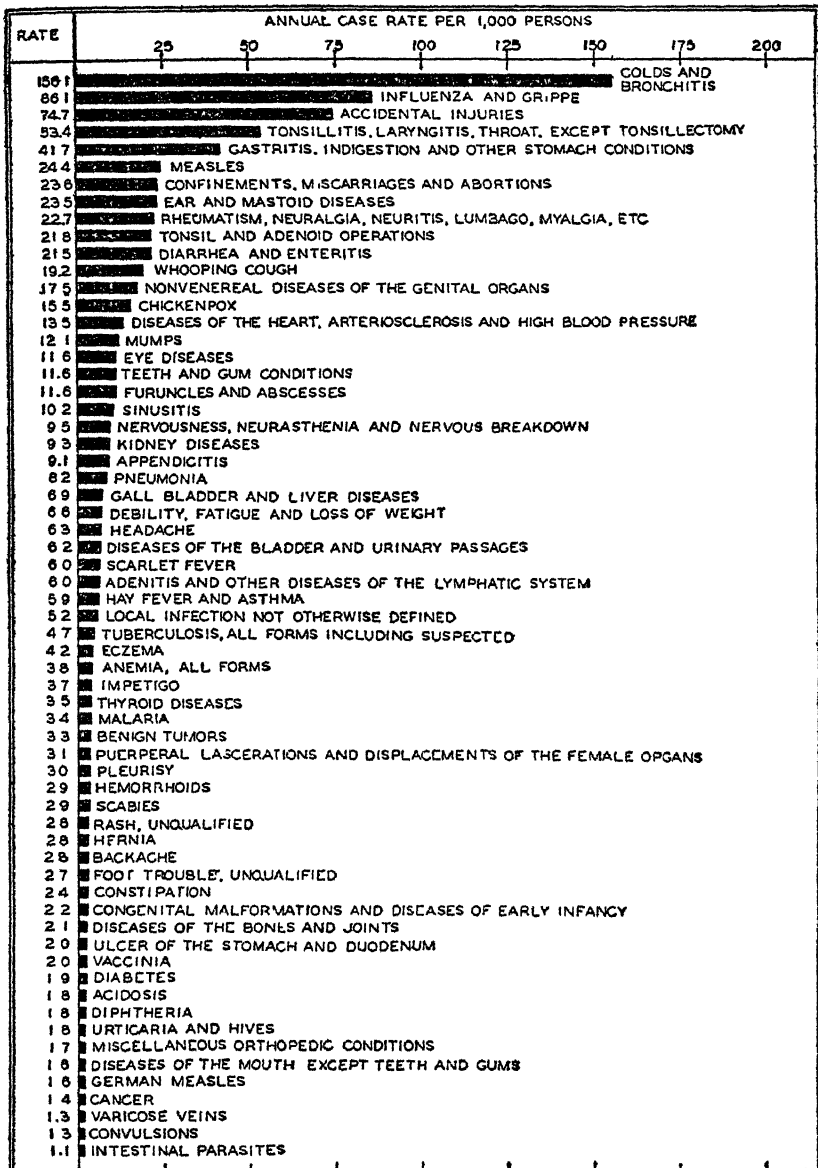 ANNUAL CASE RATE PER 1,000 PERSONS
RATE
25 50 75 100 125 150 175 200
156 1 COLDS AND
BRONCHITIS
86 1 INFLUENZA AND GRIPPE
74.7 ACCIDENTAL INJURIES
53.4 TONSILLITIS, LARYNGITIS, THROAT, EXCEPT TONSILLECTOMY
41 7 GASTRITIS, INDIGESTION AND OTHER STOMACH CONDITIONS
24 4 MEASLES
23 6 CONFINEMENTS, MISCARRIAGES AND ABORTIONS
23 5 EAR AND MASTOID DISEASES
22.7 RHEUMATISM, NEURALGIA, NEURITIS, LUMBAGO, MYALGIA, ETC
21 8 TONSIL AND ADENOID OPERATIONS
21 5 DIARRHEA AND ENTERITIS
19.2 WHOOPING COUGH
17 5 NONVENEREAL DISEASES OF THE GENITAL ORGANS
15 5 CHICKENPOX
13 5 DISEASES OF THE HEART, ARTERIOSCLEROSIS AND HIGH BLOOD PRESSURE
12 1 MUMPS
11 6 EYE DISEASES
11.6 TEETH AND GUM CONDITIONS
11.6 FURUNCLES AND ABSCESSES
10 2 SINUSITIS
9 5 NERVOUSNESS, NEURASTHENIA AND NERVOUS BREAKDOWN
9 3 KIDNEY DISEASES
9.1 APPENDICITIS
8 2 PNEUMONIA
6 9 GALL BLADDER AND LIVER DISEASES
6 6 DEBILITY, FATIGUE AND LOSS OF WEIGHT
6 3 HEADACHE
6 2 DISEASES OF THE BLADDER AND URINARY PASSAGES
6 0 SCARLET FEVER
6 0 ADENITIS AND OTHER DISEASES OF THE LYMPHATIC SYSTEM
5 9 HAY FEVER AND ASTHMA
5 2 LOCAL INFECTION NOT OTHERWISE DEFINED
4 7 TUBERCULOSIS, ALL FORMS INCLUDING SUSPECTED
4 2 ECZEMA
3 8 ANEMIA, ALL FORMS
3 7 IMPETIGO
3 5 THYROID DISEASES
3 4 MALARIA
3 3 BENIGN TUMORS
3 1 PUERPERAL LASCERATIONS AND DISPLACEMENTS OF THE FEMALE ORGANS
3 0 PLEURISY
2 9 HEMORRHOIDS
2 9 SCABIES
2 8 RASH, UNQUALIFIED
2 8 HERNIA
2 8 BACKACHE
2 7 FOOT TROUBLE, UNQUALIFIED
2 4 CONSTIPATION
2 2 CONGENITAL MALFORMATIONS AND DISEASES OF EARLY INFANCY
2 1 DISEASES OF THE BONES AND JOINTS
2 0 ULCER OF THE STOMACH AND DUODENUM
2 0 VACCINIA
1 9 DIABETES
1 8 ACIDOSIS
1 8 DIPHTHERIA
1 8 URTICARIA AND HIVES
1 7 MISCELLANEOUS ORTHOPEDIC CONDITIONS
1 6 DISEASES OF THE MOUTH EXCEPT TEETH AND GUMS
1 6 GERMAN MEASLES
1 4 CANCER
1.3 VARICOSE VEINS
1 3 CONVULSIONS
1.1 INTESTINAL PARASITES